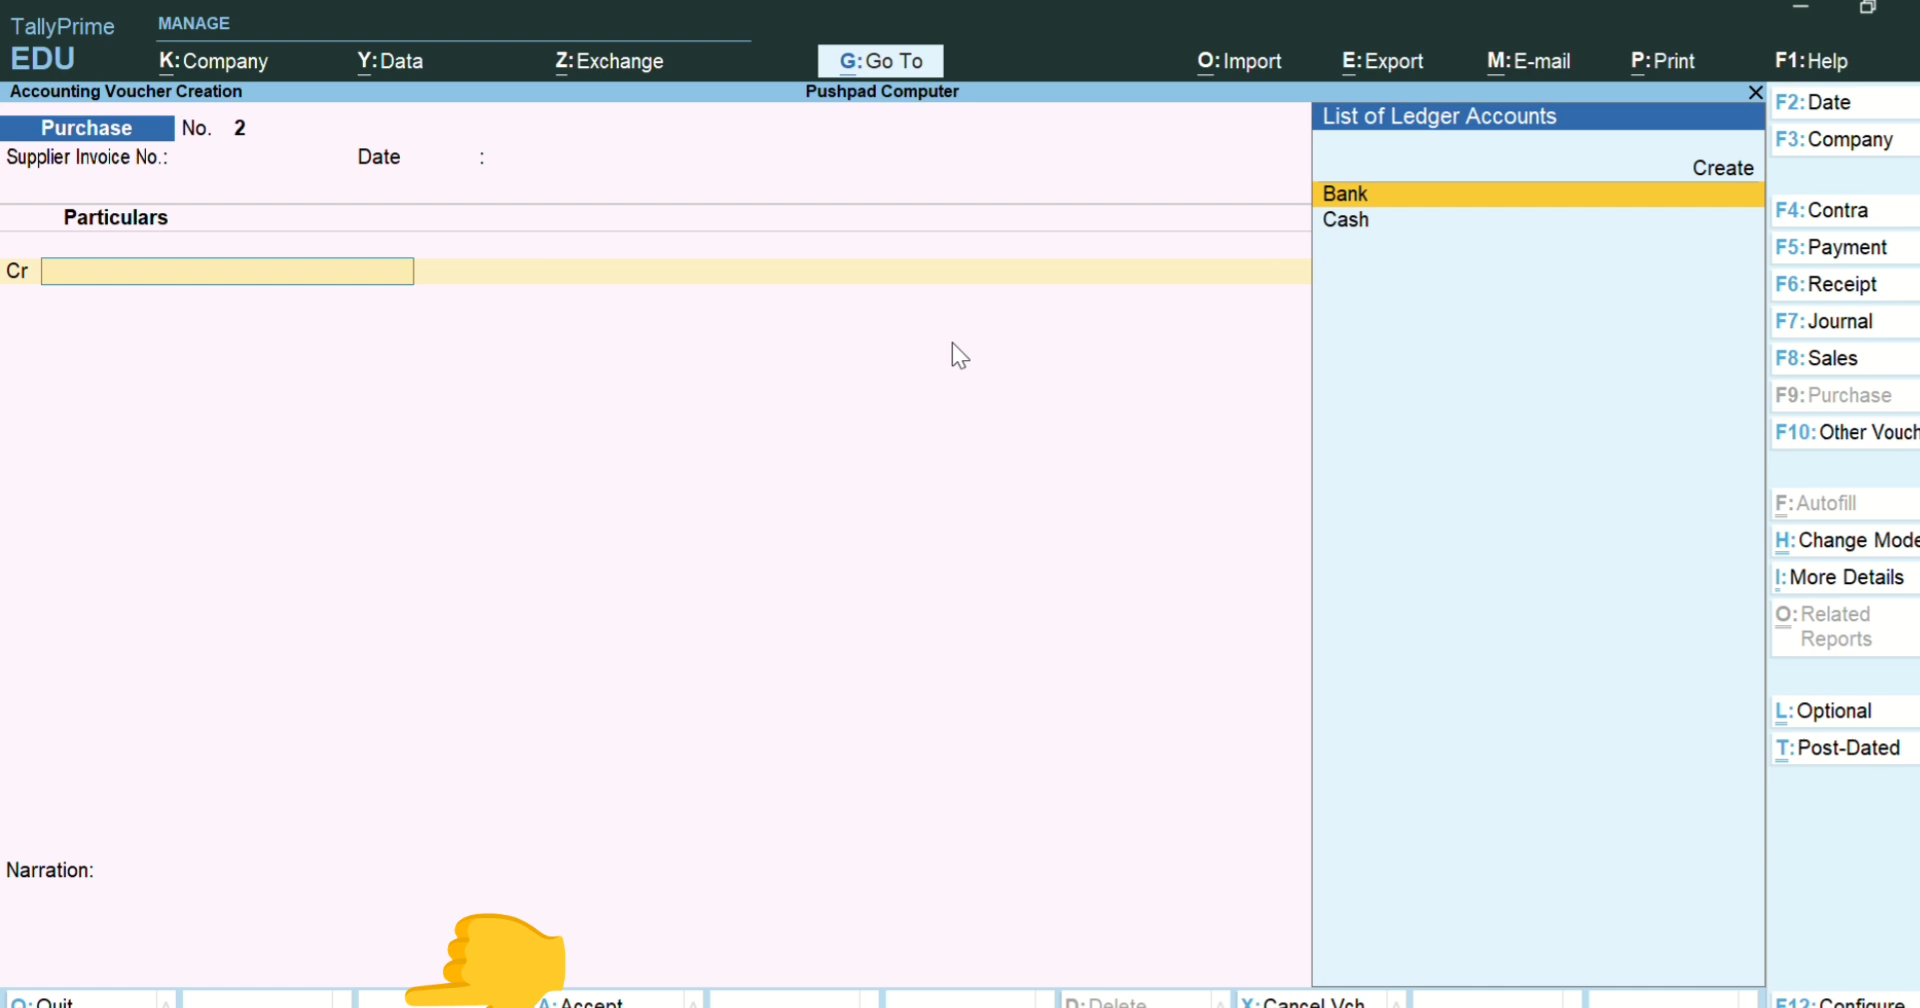 TallyPrime
MANAGE
EDU
K:Company
Y:Data
Z:Exchange
G:Go To
O:Import
E:Export
M:E-mail
P:Print
F1:Help
Accounting Voucher Creation
Pushpad Computer
Purchase No. 2
Supplier Invoice No.:
Date :
Particulars
Cr
Narration:
List of Ledger Accounts
Create
Bank
Cash
F2:Date
F3:Company
F4:Contra
F5:Payment
F6:Receipt
F7:Journal
F8:Sales
F9:Purchase
F10:Other Vouch
F:Autofill
H:Change Mode
I:More Details
O:Related
Reports
L:Optional
T:Post-Dated
Q:Quit
A:Accept
D:Delete
X:Cancel Vch
F12:Configure